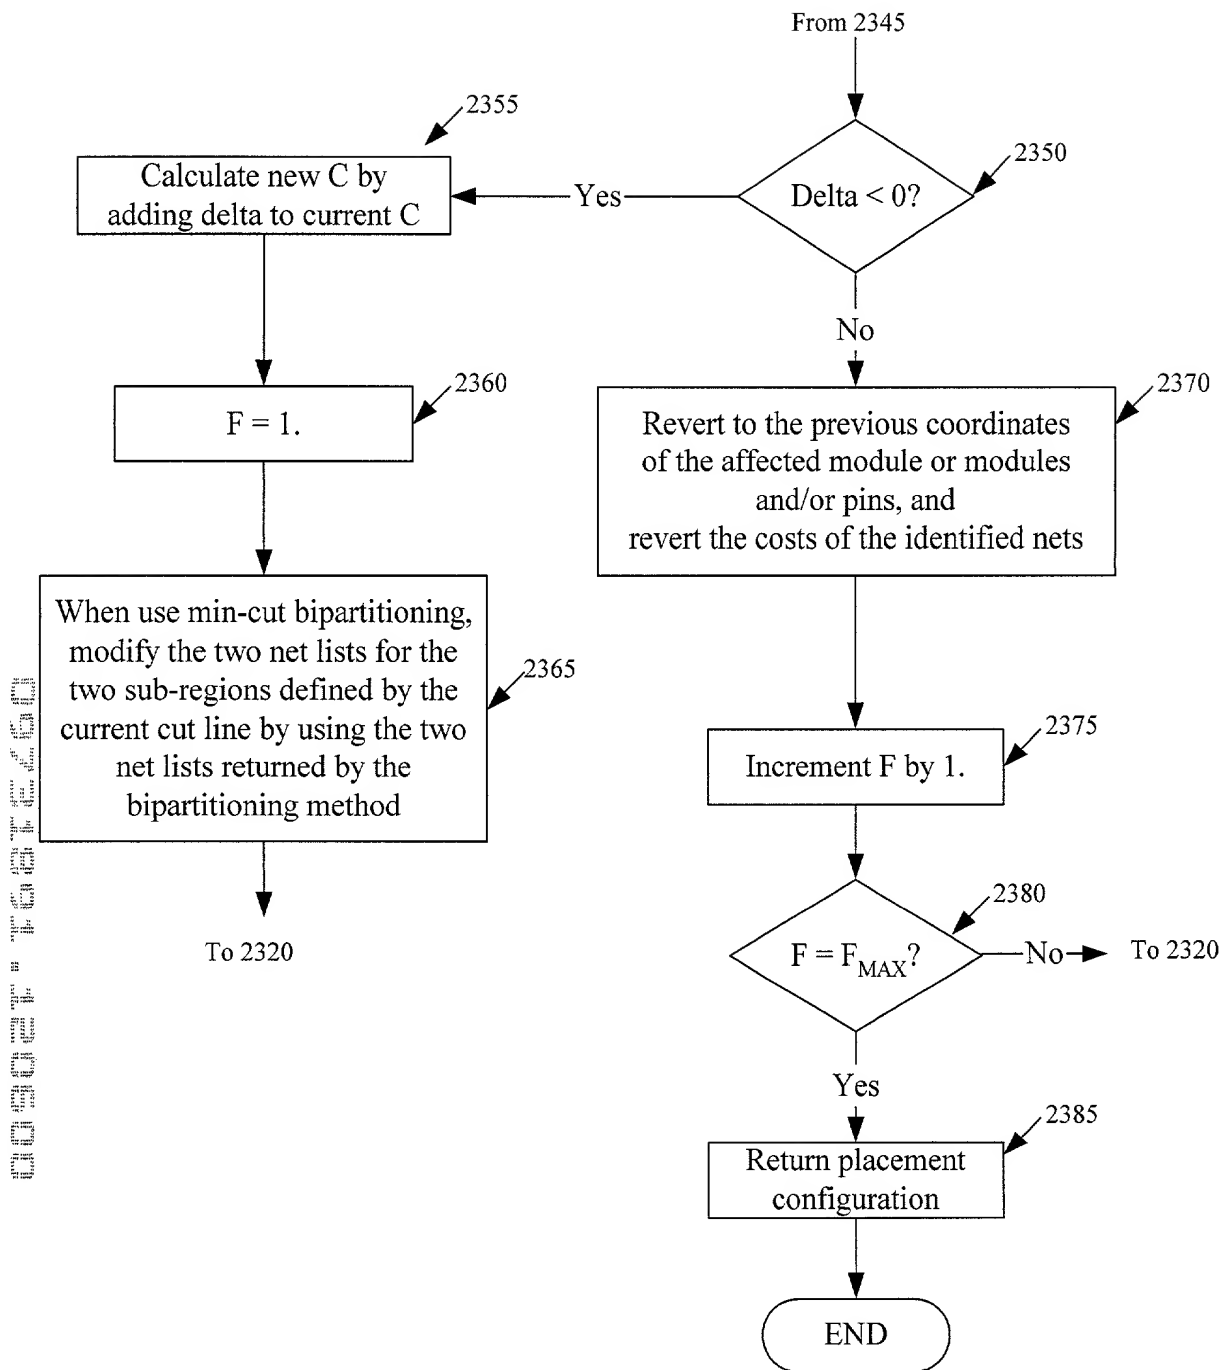 From 2345
2355
2350
Calculate new C by
adding delta to current C
Yes
Delta < 0?
No
2360
F = 1.
2370
Revert to the previous coordinates
of the affected module or modules
and/or pins, and
revert the costs of the identified nets
When use min-cut bipartitioning,
modify the two net lists for the
two sub-regions defined by the
current cut line by using the two
net lists returned by the
bipartitioning method
2365
2375
Increment F by 1.
To 2320
2380
F = FMAX?
No
To 2320
Yes
2385
Return placement
configuration
END